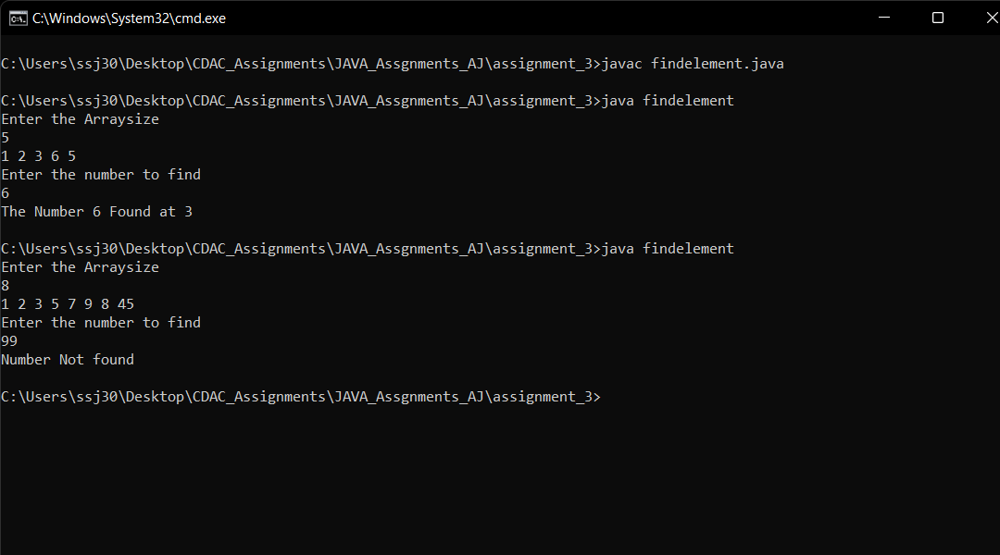 C:\Windows\System32\cmd.exe
C:\Users\ssj30\Desktop\CDAC_Assignments\JAVA_Assgnments_AJ\assignment_3>javac findelement.java
C:\Users\ssj30\Desktop\CDAC_Assignments\JAVA_Assgnments_AJ\assignment_3>java findelement
Enter the Arraysize
5
1 2 3 6 5
Enter the number to find
6
The Number 6 Found at 3
C:\Users\ssj30\Desktop\CDAC_Assignments\JAVA_Assgnments_AJ\assignment_3>java findelement
Enter the Arraysize
8
1 2 3 5 7 9 8 45
Enter the number to find
99
Number Not found
C:\Users\ssj30\Desktop\CDAC_Assignments\JAVA_Assgnments_AJ\assignment_3>